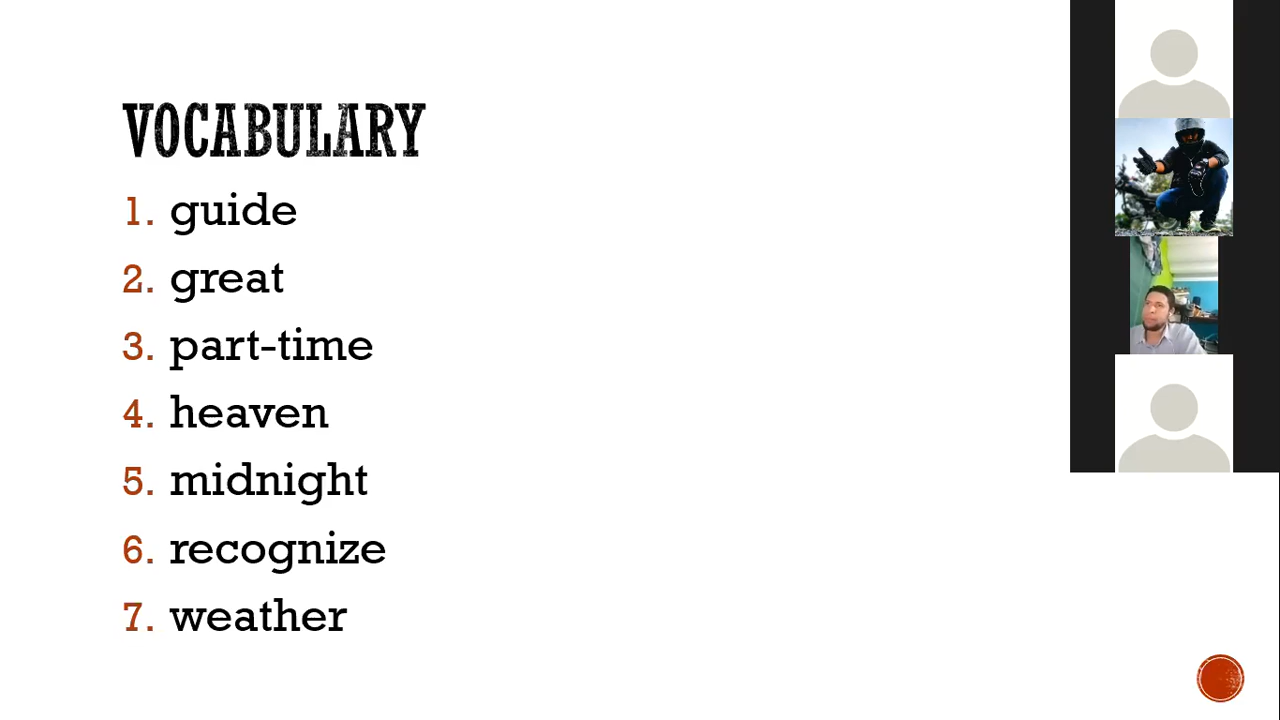 VOCABULARY
1. guide
2. great
3. part-time
4. heaven
5. midnight
6. recognize
7. weather